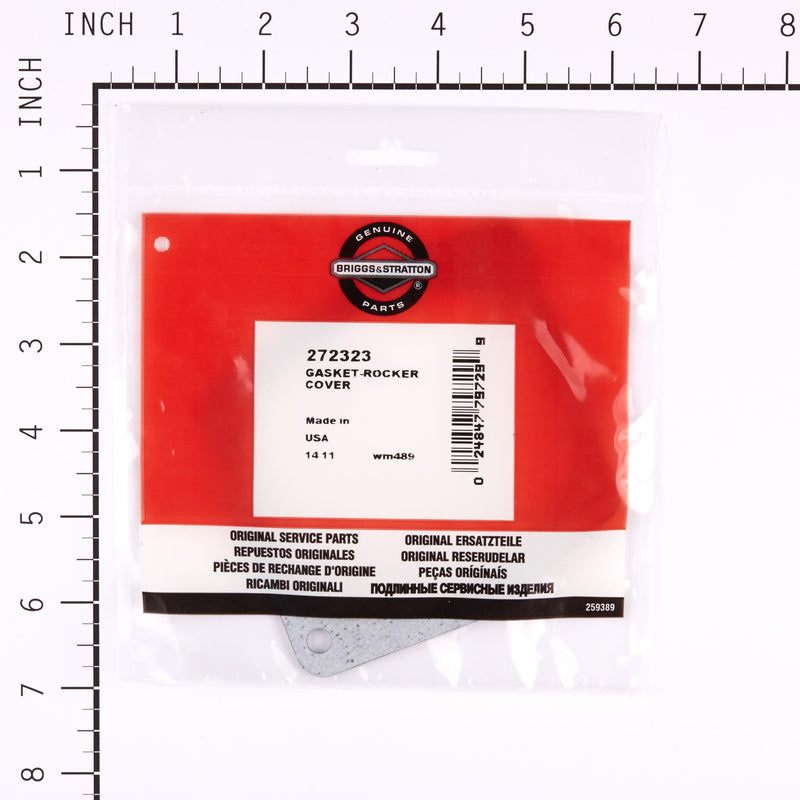 INCH 1 2 3 4 5 6 7 8
INCH
1
2
3
4
5
6
7
8
GENUINE
BRIGGS&STRATTON
®
PARTS
272323
GASKET-ROCKER
COVER
Made in
USA
14 11 wm489
0 24847 79729 9
ORIGINAL SERVICE PARTS
REPUESTOS ORIGINALES
PIÈCES DE RECHANGE D'ORIGINE
RICAMBI ORIGINALI
ORIGINAL ERSATZTEILE
ORIGINAL RESERUDELAR
PEÇAS ORÍGÍNAÍS
ПОДЛИННЫЕ СЕРВИСНЫЕ ИЗДЕЛИЯ
259389